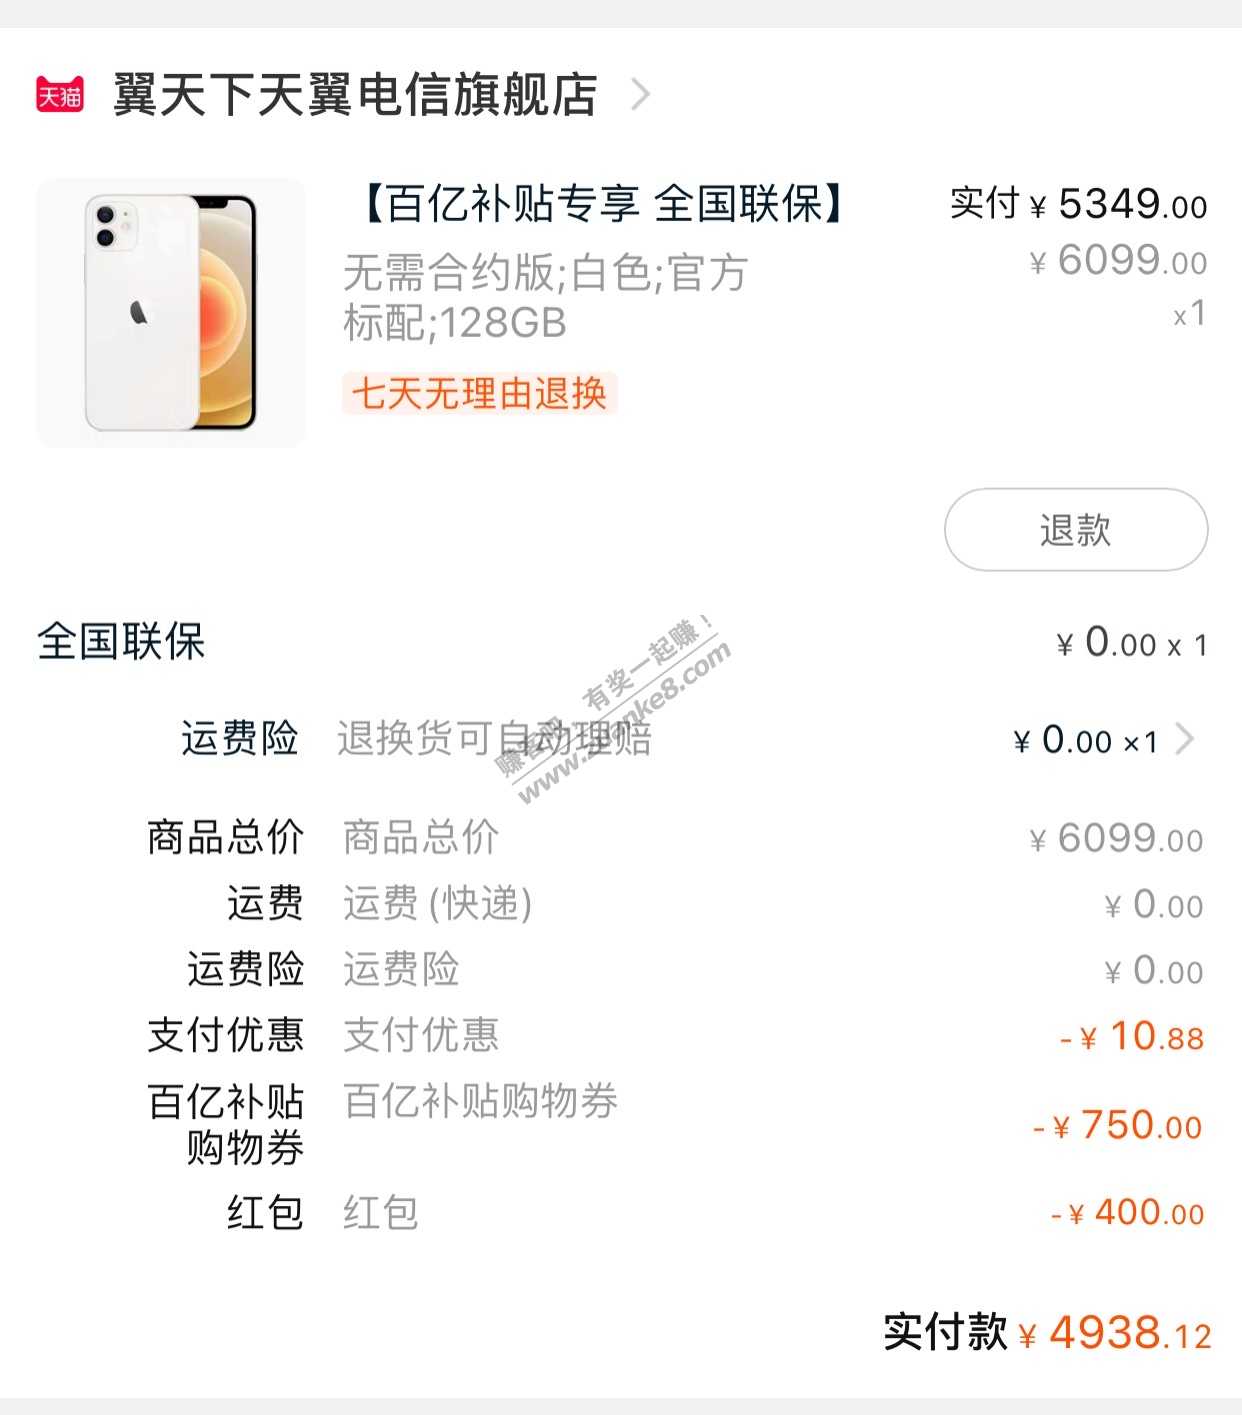 天猫 翼天下天翼电信旗舰店
【百亿补贴专享 全国联保】 实付 ¥ 5349.00
无需合约版;白色;官方 ¥ 6099.00
标配;128GB x1
七天无理由退换
退款
全国联保 ¥ 0.00 x 1
赚客吧,有奖一起赚!
www.zuanke8.com
运费险 退换货可自动理赔 ¥ 0.00 ×1
商品总价 商品总价 ¥ 6099.00
运费 运费 (快递) ¥ 0.00
运费险 运费险 ¥ 0.00
支付优惠 支付优惠 -¥ 10.88
百亿补贴 百亿补贴购物券 -¥ 750.00
购物券
红包 红包 -¥ 400.00
实付款 ¥ 4938.12